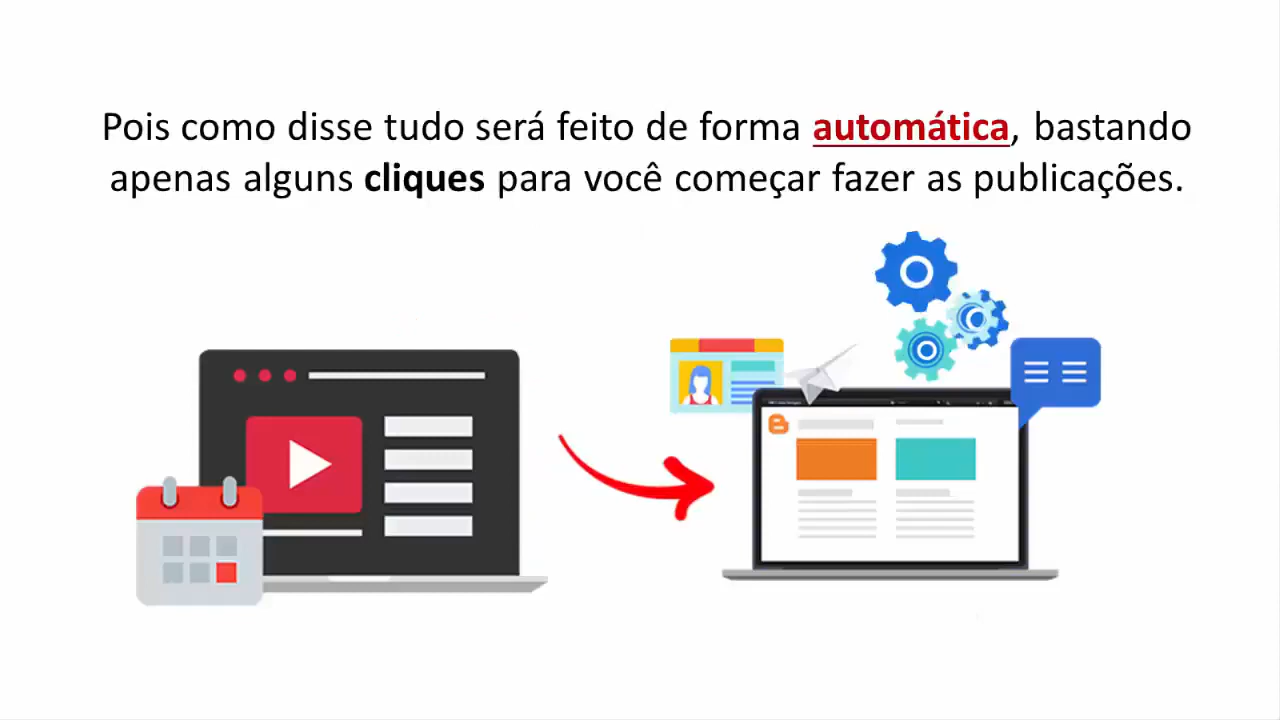 Pois como disse tudo será feito de forma automática, bastando
apenas alguns cliques para você começar fazer as publicações.